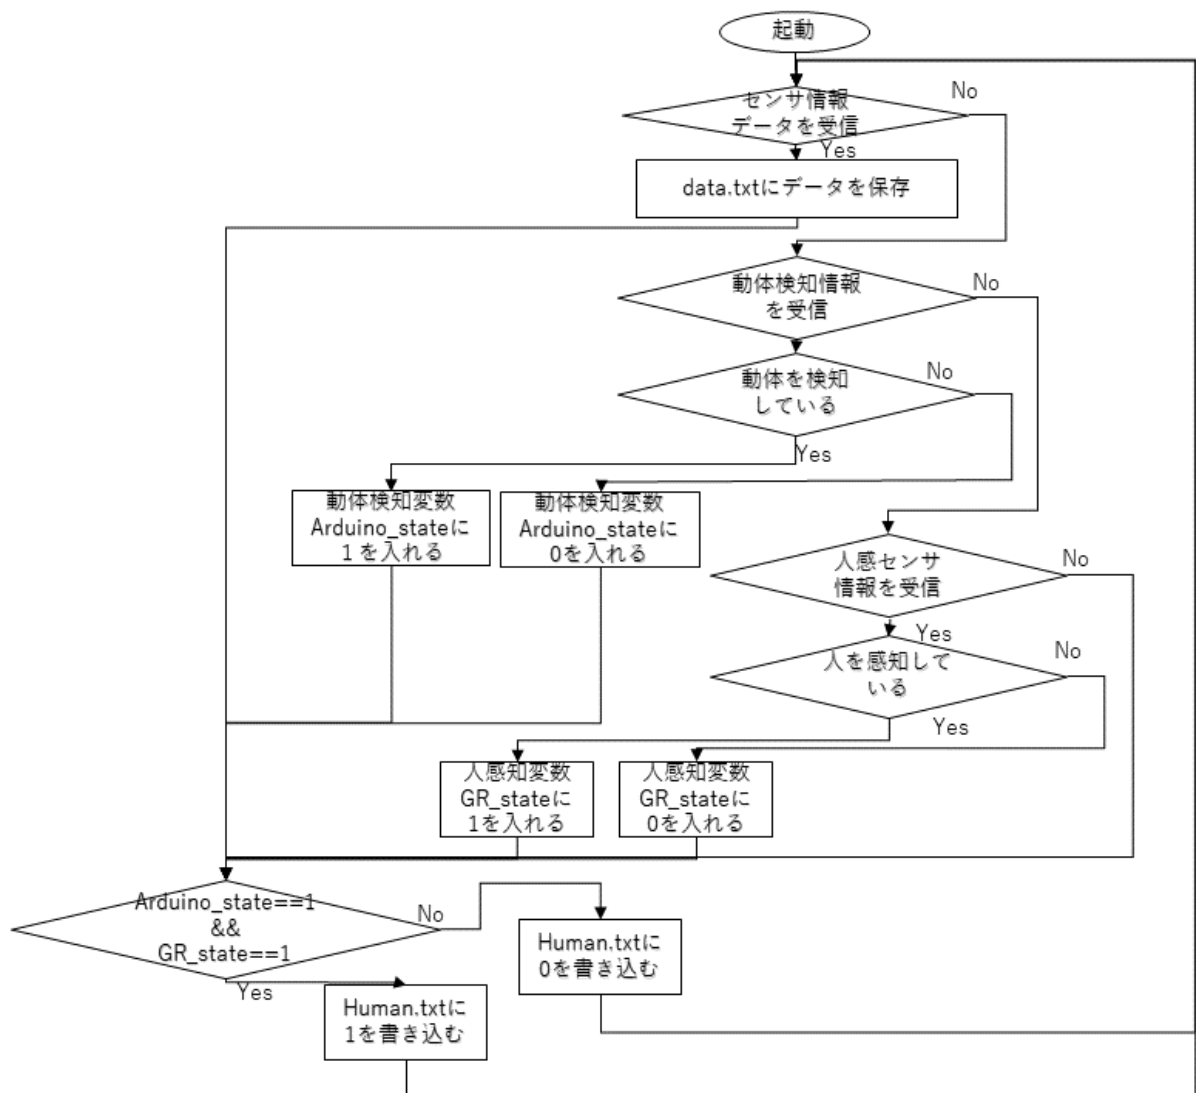 起動
No
センサ情報
データを受信
Yes
data.txtにデータを保存
動体検知情報
を受信
No
動体を検知
している
No
Yes
動体検知変数
Arduino_stateに
1を入れる
動体検知変数
Arduino_stateに
0を入れる
人感センサ
情報を受信
No
Yes
人を感知して
いる
No
Yes
人感知変数
GR_stateに
1を入れる
人感知変数
GR_stateに
0を入れる
Arduino_state==1
&&
GR_state==1
No
Yes
Human.txtに
0を書き込む
Human.txtに
1を書き込む